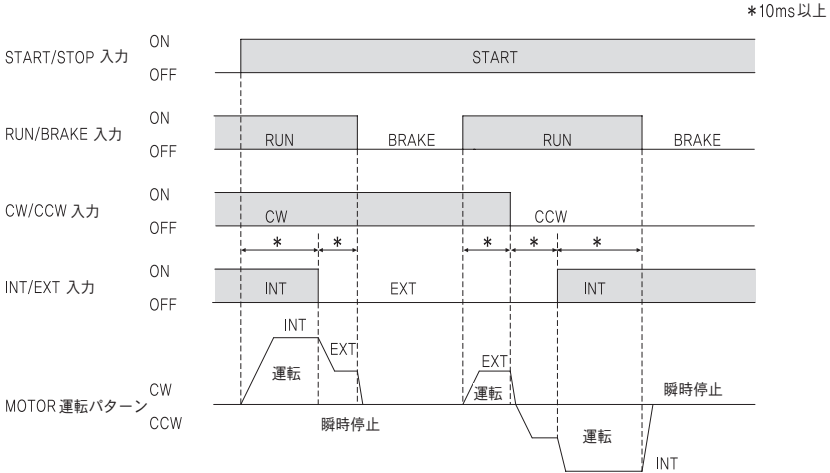 *10ms以上
START/STOP 入力
ON
OFF
START
RUN/BRAKE 入力
ON
OFF
RUN
BRAKE
RUN
BRAKE
CW/CCW 入力
ON
OFF
CW
CCW
* * * * *
INT/EXT 入力
ON
OFF
INT
EXT
INT
MOTOR 運転パターン
CW
CCW
INT
運転
EXT
瞬時停止
EXT
運転
運転
INT
瞬時停止